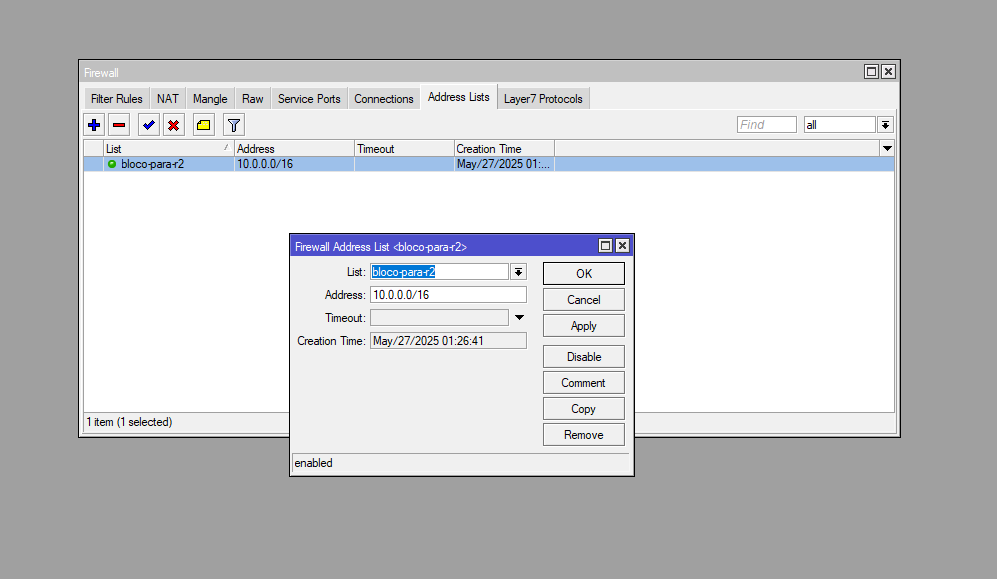 Firewall
Filter Rules NAT Mangle Raw Service Ports Connections Address Lists Layer7 Protocols
Find all
List Address Timeout Creation Time
bloco-para-r2 10.0.0.0/16 May/27/2025 01:...
Firewall Address List <bloco-para-r2>
List: bloco-para-r2 OK
Address: 10.0.0.0/16 Cancel
Timeout: Apply
Creation Time: May/27/2025 01:26:41
Disable
Comment
Copy
Remove
1 item (1 selected)
enabled